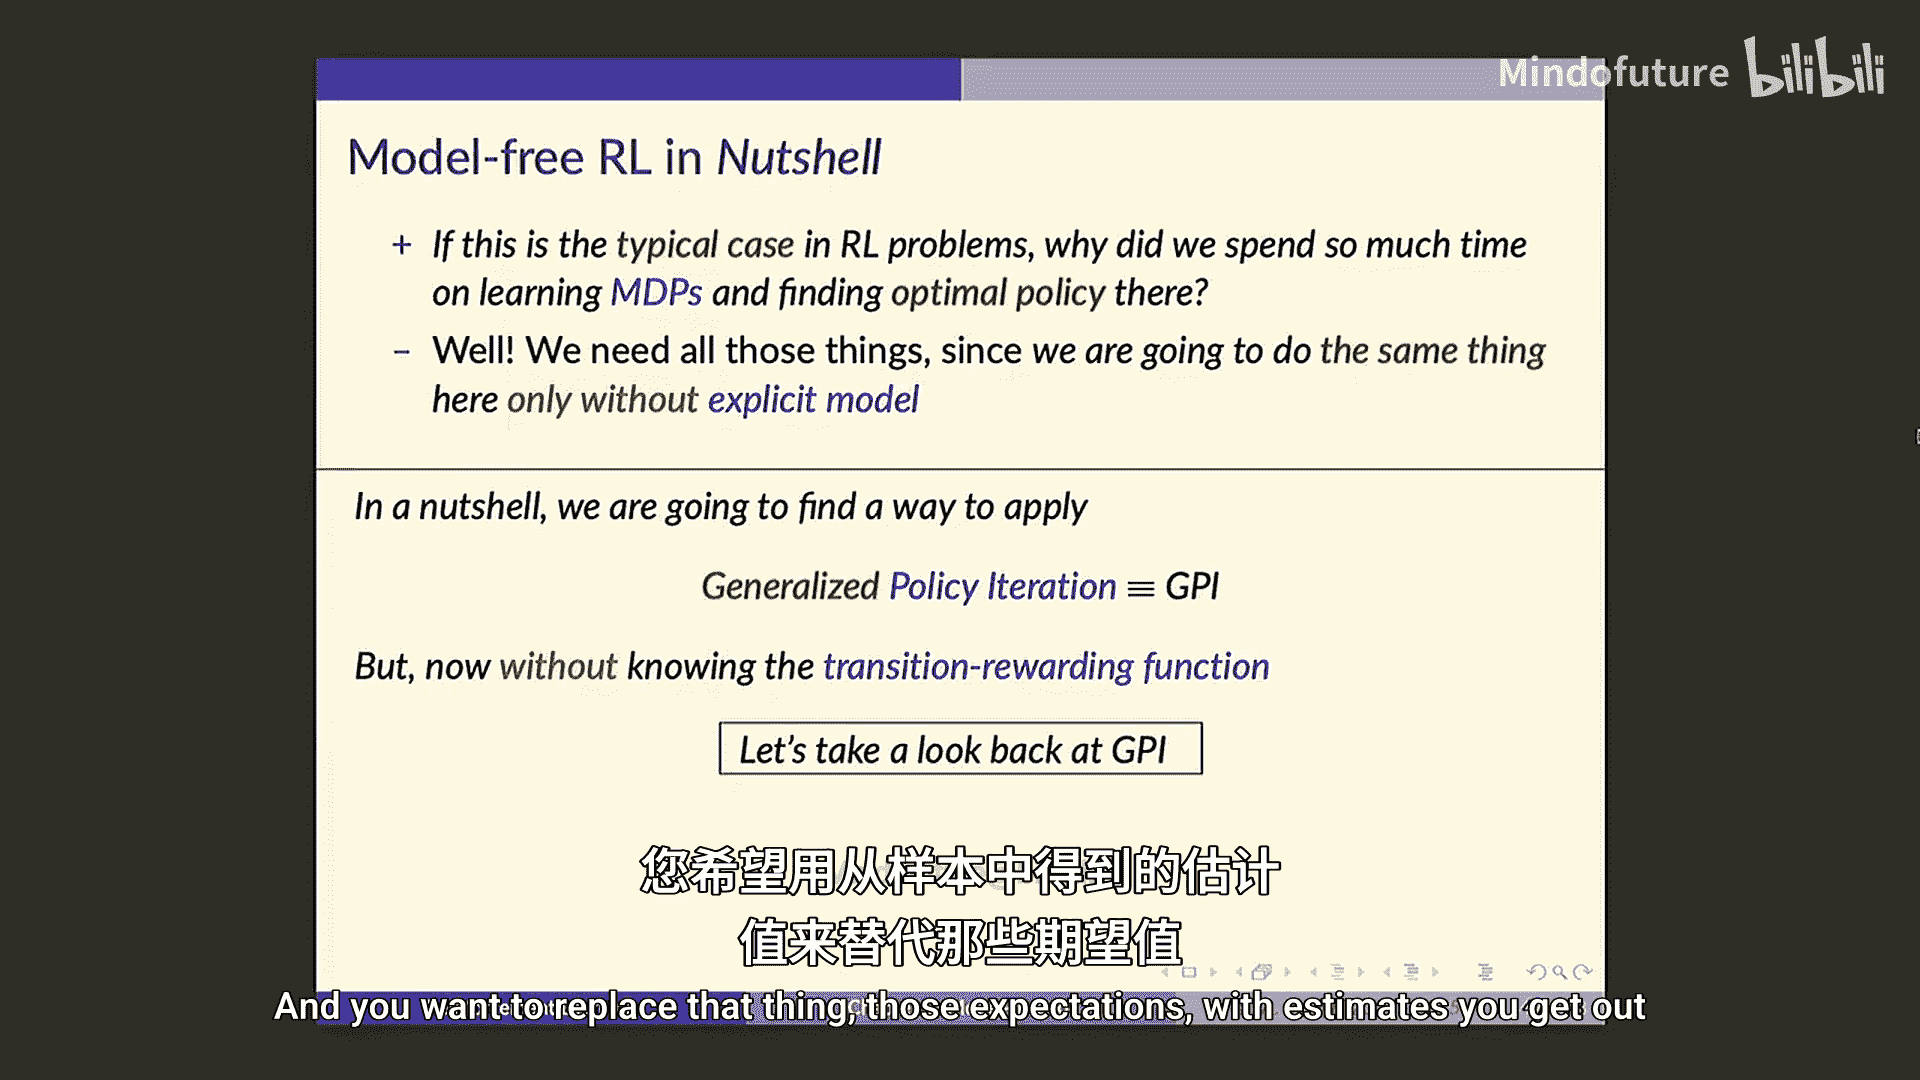 Mindofuture bilibili
Model-free RL in Nutshell
+ If this is the typical case in RL problems, why did we spend so much time
on learning MDPs and finding optimal policy there?
– Well! We need all those things, since we are going to do the same thing
here only without explicit model
In a nutshell, we are going to find a way to apply
Generalized Policy Iteration ≡ GPI
But, now without knowing the transition-rewarding function
Let's take a look back at GPI
您希望用从样本中得到的估计
值来替代那些期望值
And you want to replace that thing, those expectations, with estimates you get out